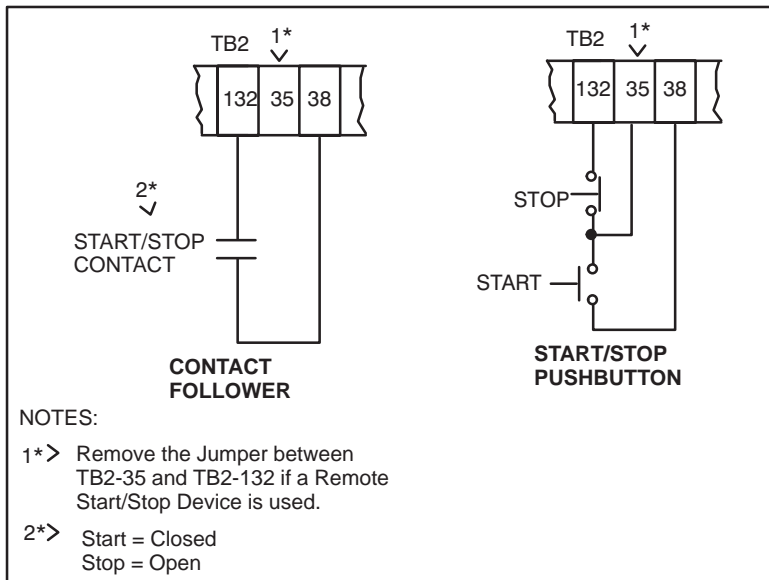 TB2 1*
132 35 38
2*
START/STOP
CONTACT
CONTACT
FOLLOWER
TB2 1*
132 35 38
STOP
START
START/STOP
PUSHBUTTON
NOTES:
1* Remove the Jumper between
TB2-35 and TB2-132 if a Remote
Start/Stop Device is used.
2* Start = Closed
Stop = Open